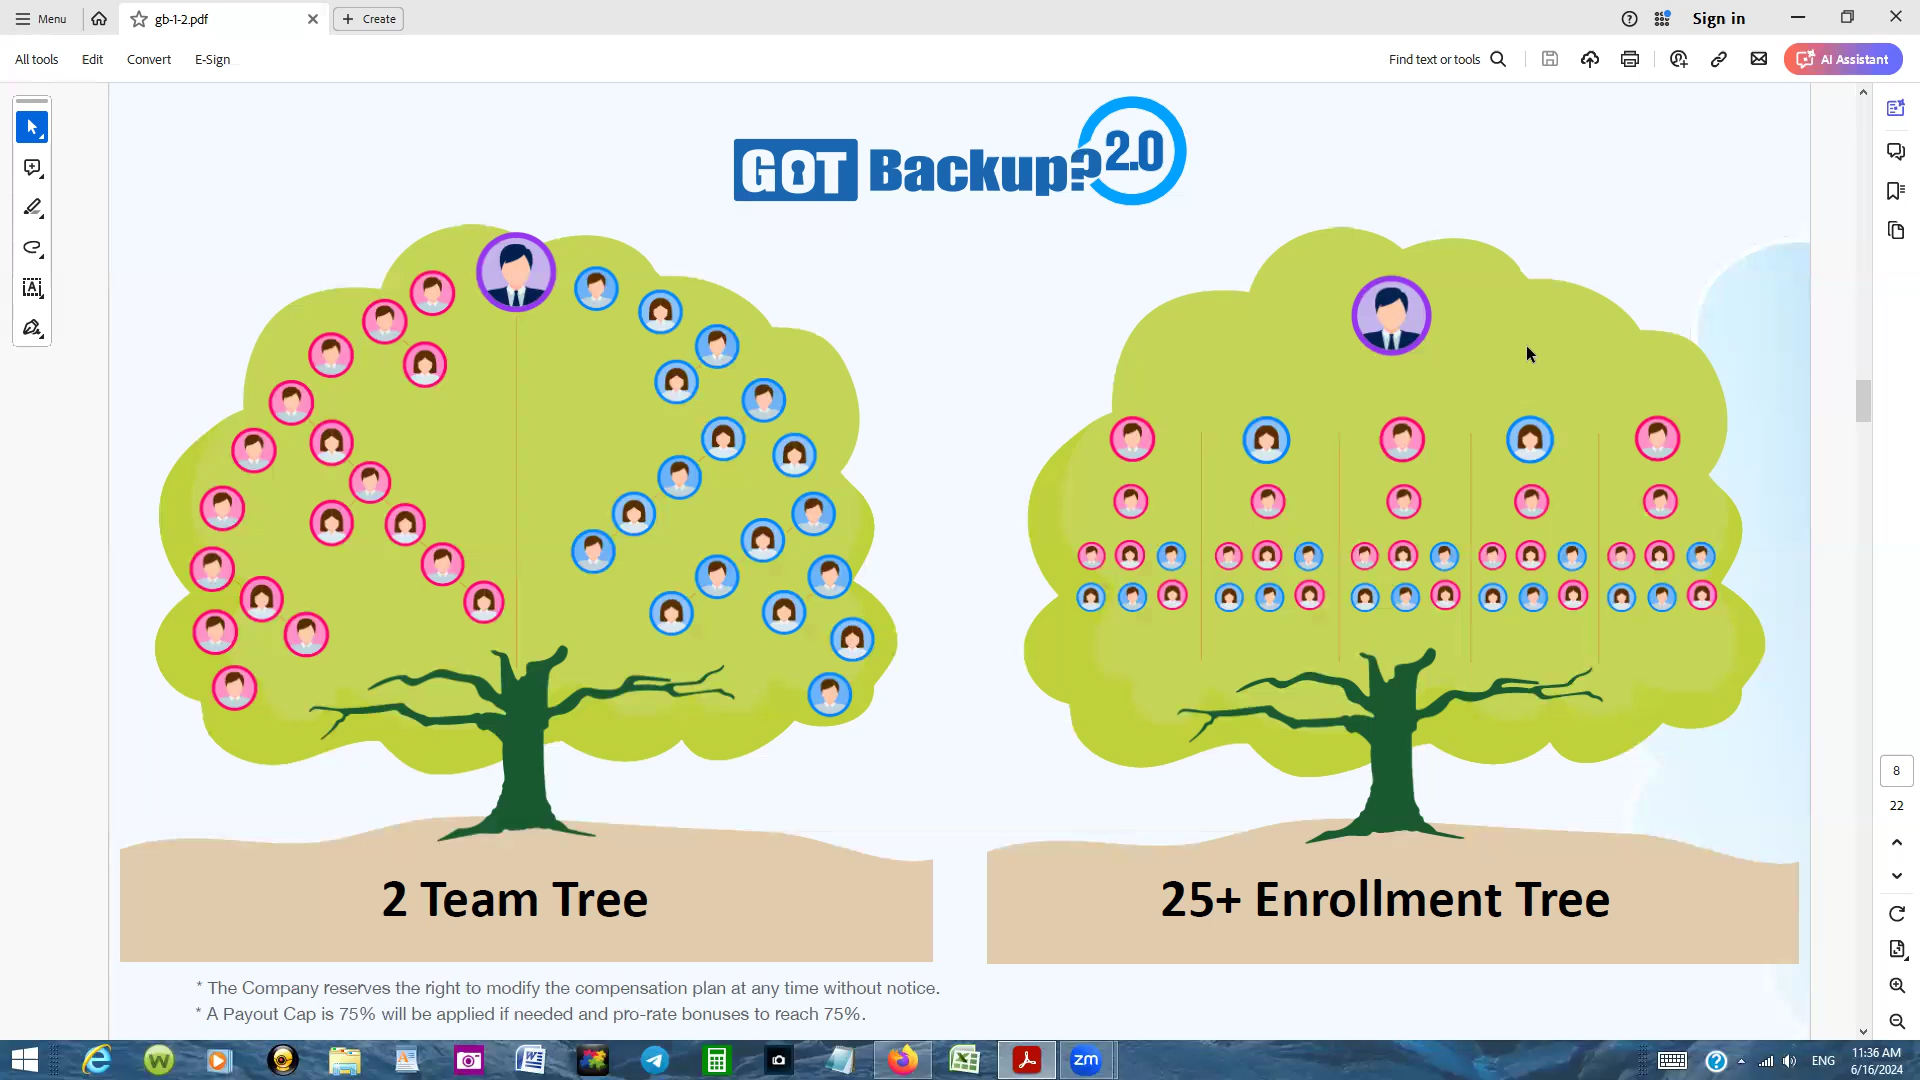 Menu
gb-1-2.pdf
Create
Sign in
All tools
Edit
Convert
E-Sign
Find text or tools
AI Assistant
GOT Backup? 2.0
2 Team Tree
25+ Enrollment Tree
* The Company reserves the right to modify the compensation plan at any time without notice.
* A Payout Cap is 75% will be applied if needed and pro-rate bonuses to reach 75%.
8
22
zm
ENG
11:36 AM
6/16/2024